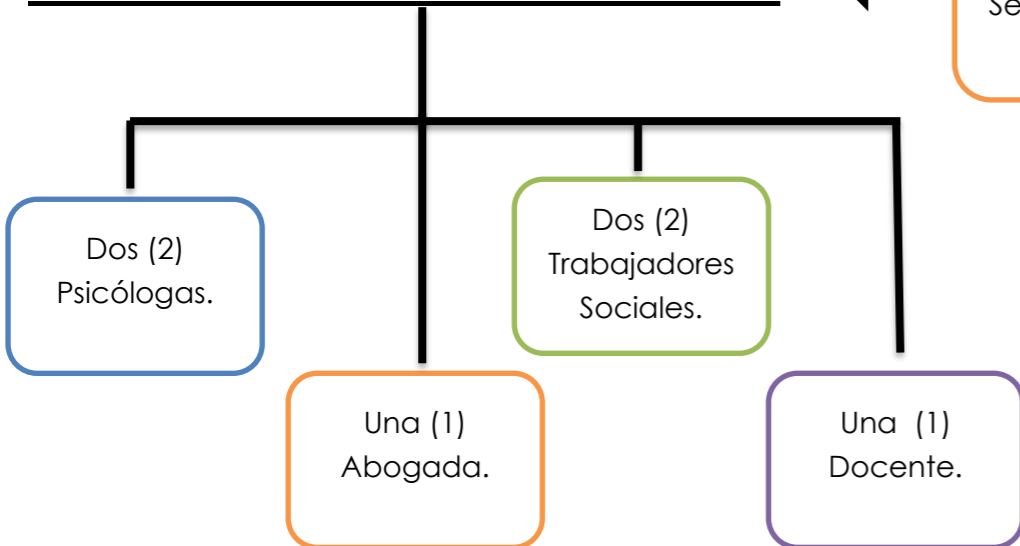 Dos (2)
Psicólogas.
Dos (2)
Trabajadores
Sociales.
Una (1)
Abogada.
Una (1)
Docente.